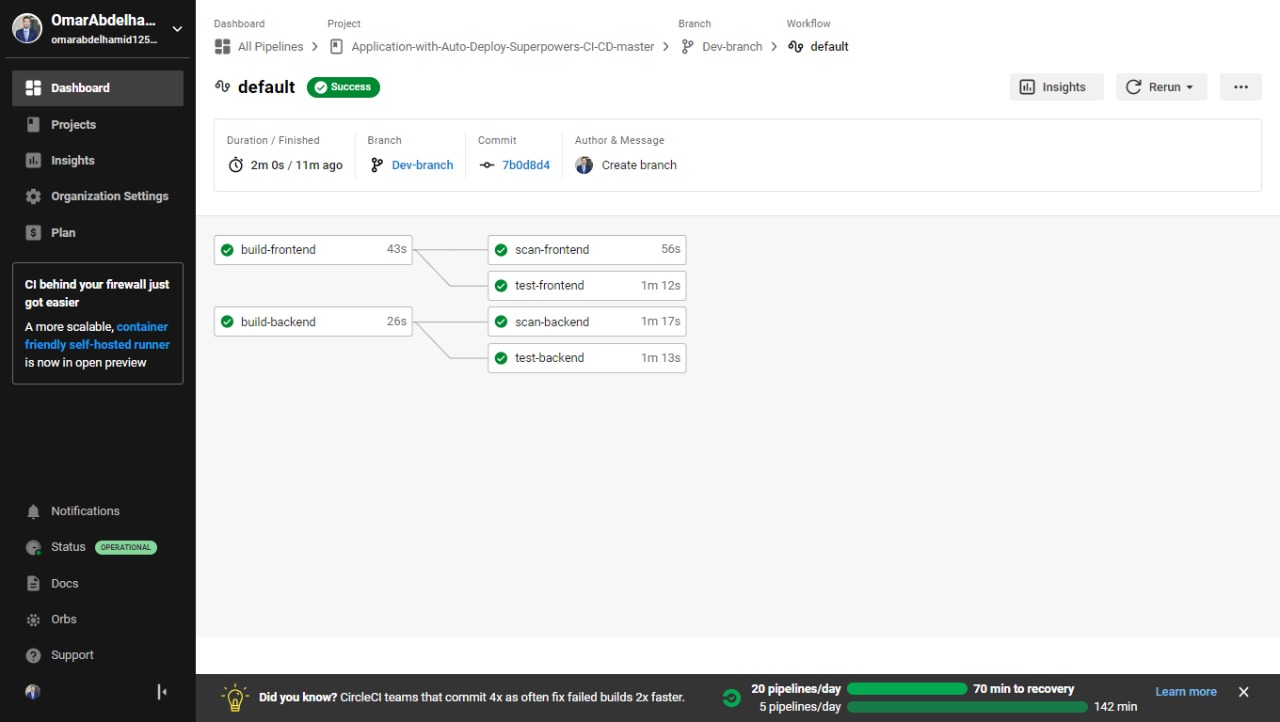 OmarAbdelha...
omarabdelhamid125...
Dashboard
Projects
Insights
Organization Settings
Plan
CI behind your firewall just
got easier
A more scalable, container
friendly self-hosted runner
is now in open preview
Notifications
Status OPERATIONAL
Docs
Orbs
Support
Dashboard Project Branch Workflow
All Pipelines Application-with-Auto-Deploy-Superpowers-CI-CD-master Dev-branch default
default Success Insights Rerun
Duration / Finished Branch Commit Author & Message
2m 0s / 11m ago Dev-branch 7b0d8d4 Create branch
build-frontend 43s scan-frontend 56s
test-frontend 1m 12s
build-backend 26s scan-backend 1m 17s
test-backend 1m 13s
Did you know? CircleCI teams that commit 4x as often fix failed builds 2x faster.
20 pipelines/day 70 min to recovery
5 pipelines/day 142 min
Learn more